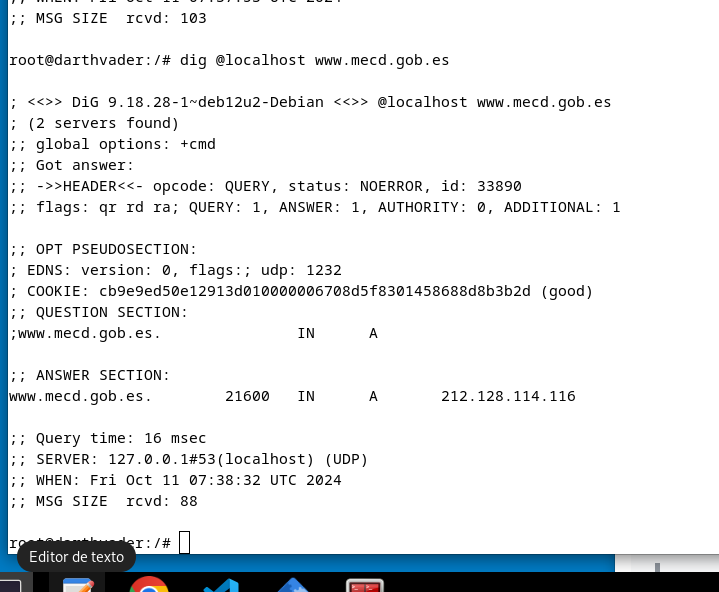 ;; MSG SIZE  rcvd: 103
root@darthvader:/# dig @localhost www.mecd.gob.es
; <<>> DiG 9.18.28-1~deb12u2-Debian <<>> @localhost www.mecd.gob.es
; (2 servers found)
;; global options: +cmd
;; Got answer:
;; ->>HEADER<<- opcode: QUERY, status: NOERROR, id: 33890
;; flags: qr rd ra; QUERY: 1, ANSWER: 1, AUTHORITY: 0, ADDITIONAL: 1
;; OPT PSEUDOSECTION:
; EDNS: version: 0, flags:; udp: 1232
; COOKIE: cb9e9ed50e12913d010000006708d5f8301458688d8b3b2d (good)
;; QUESTION SECTION:
;www.mecd.gob.es.               IN      A
;; ANSWER SECTION:
www.mecd.gob.es.        21600   IN      A       212.128.114.116
;; Query time: 16 msec
;; SERVER: 127.0.0.1#53(localhost) (UDP)
;; WHEN: Fri Oct 11 07:38:32 UTC 2024
;; MSG SIZE  rcvd: 88
root@darthvader:/#
Editor de texto